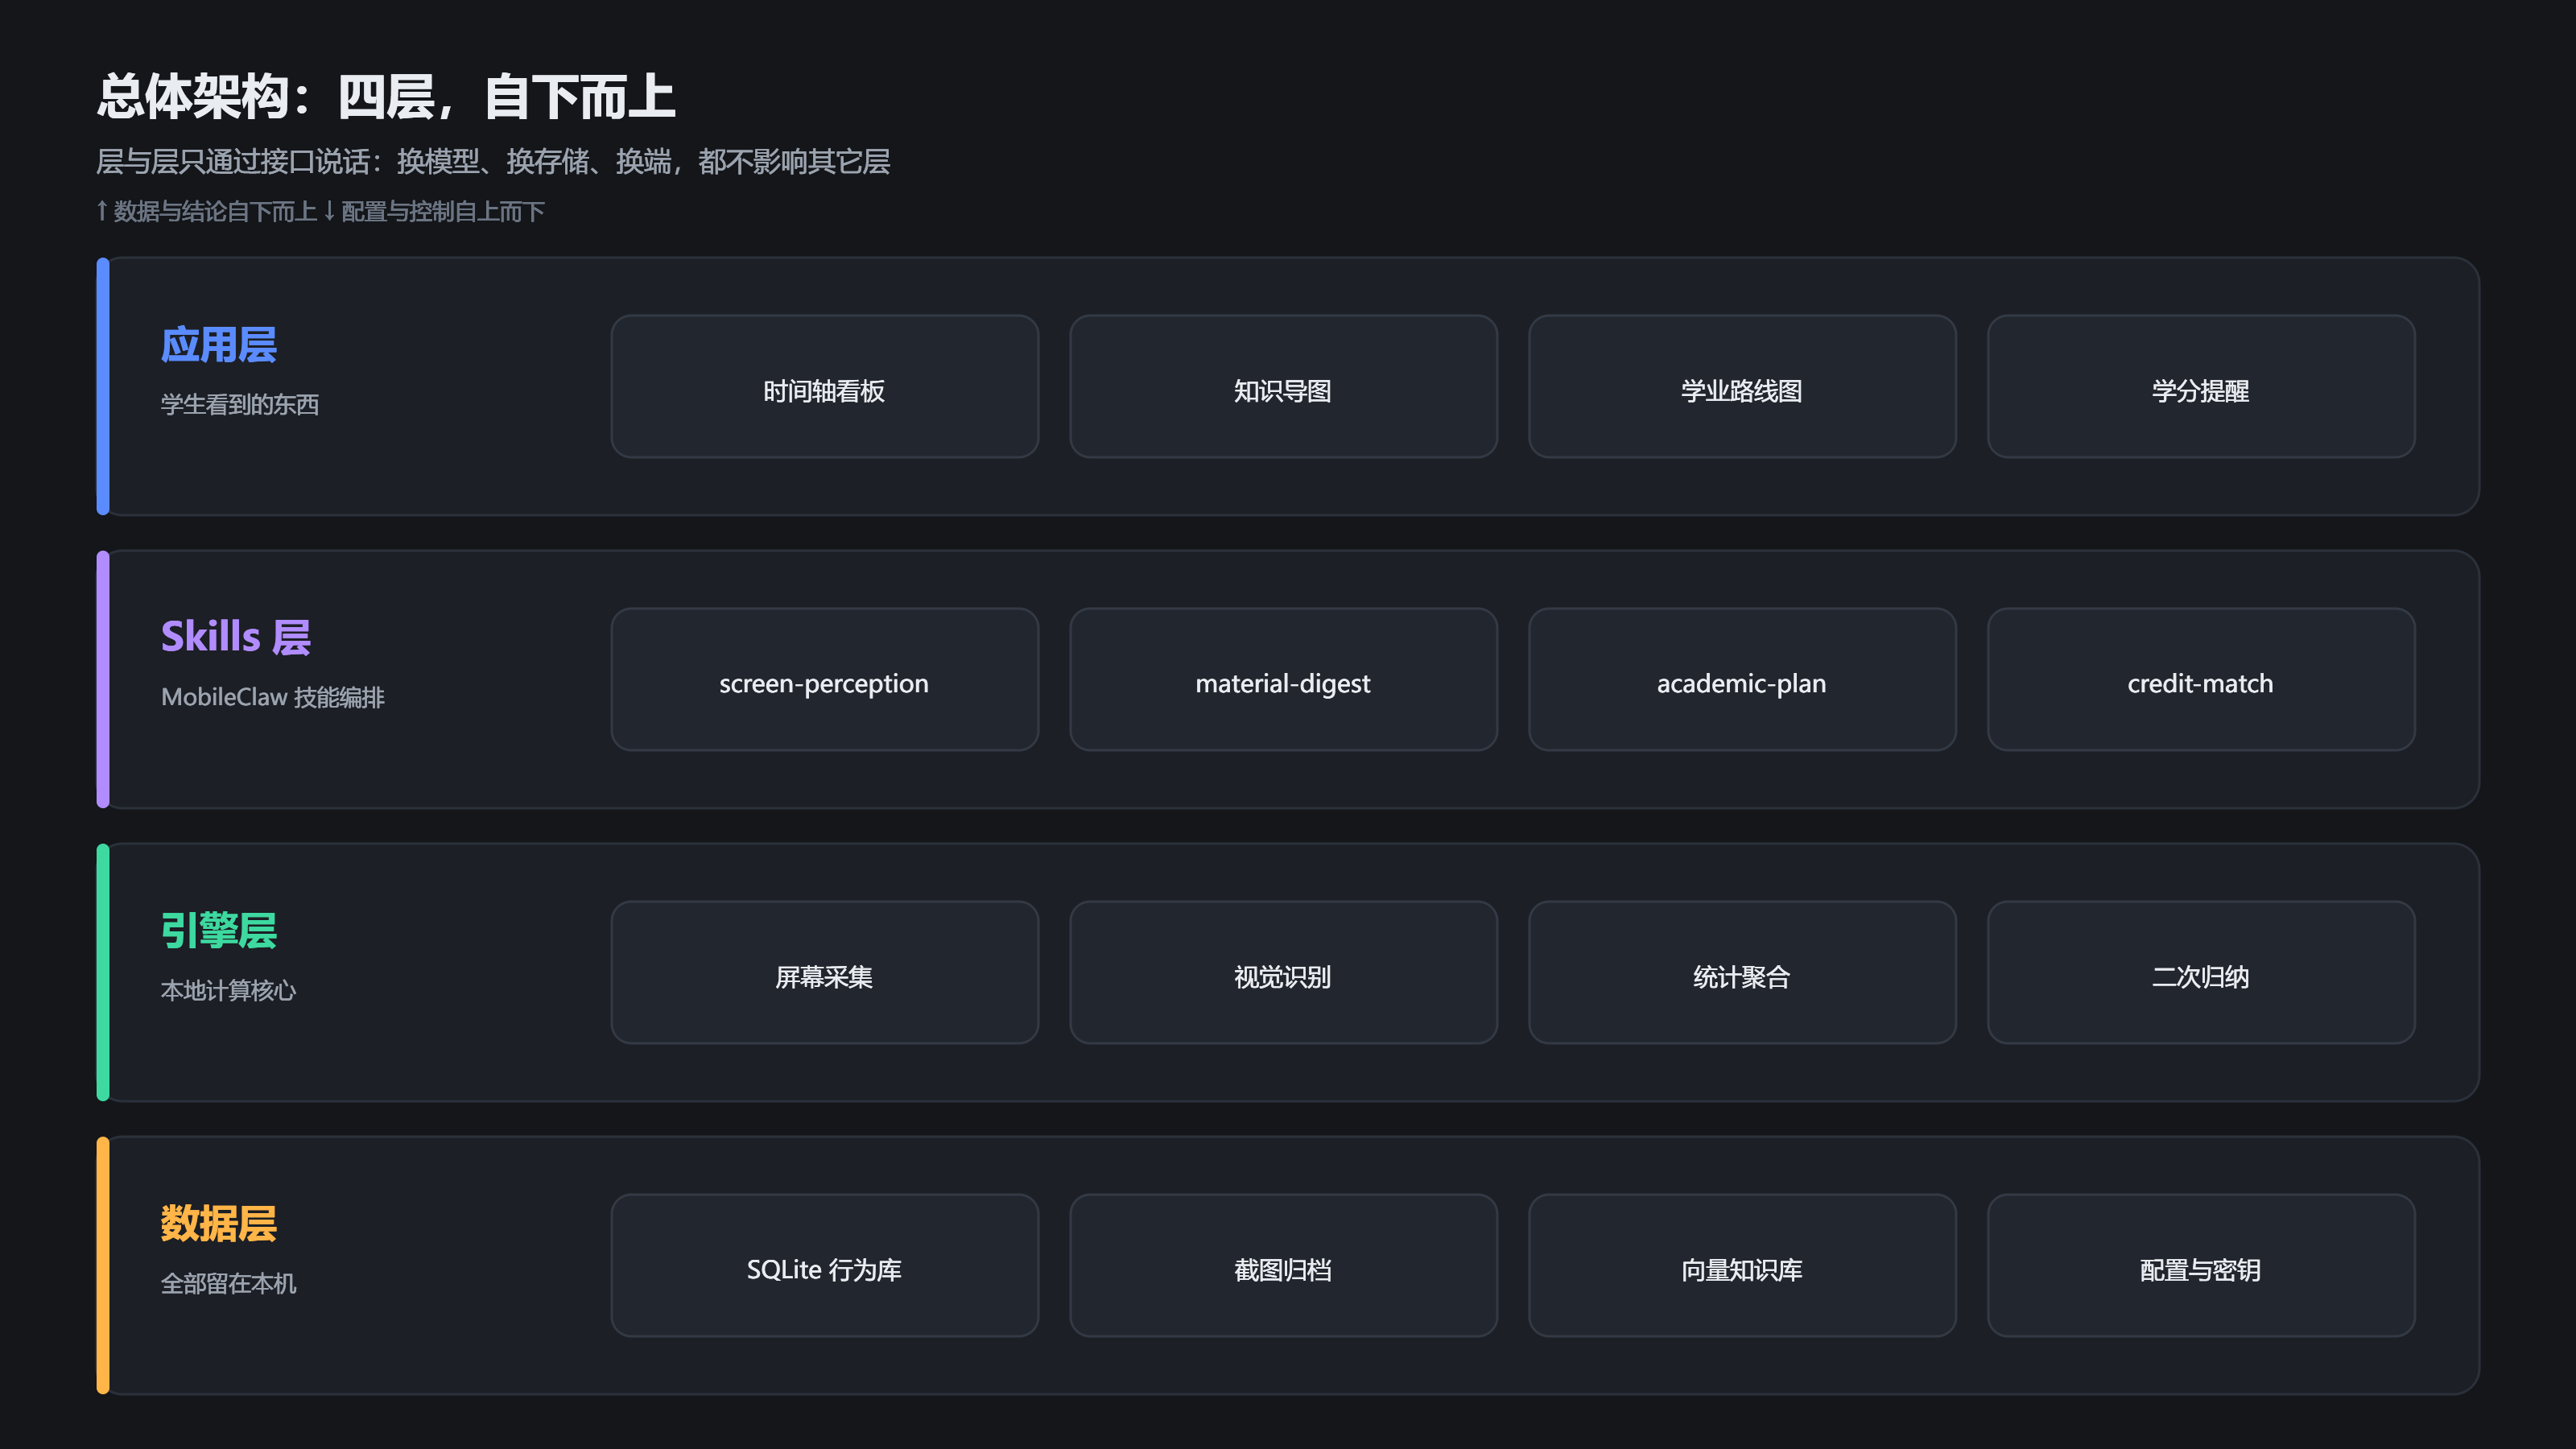 总体架构：四层，自下而上
层与层只通过接口说话：换模型、换存储、换端，都不影响其它层
↑ 数据与结论自下而上 ↓ 配置与控制自上而下
应用层
学生看到的东西
时间轴看板
知识导图
学业路线图
学分提醒
Skills 层
MobileClaw 技能编排
screen-perception
material-digest
academic-plan
credit-match
引擎层
本地计算核心
屏幕采集
视觉识别
统计聚合
二次归纳
数据层
全部留在本机
SQLite 行为库
截图归档
向量知识库
配置与密钥